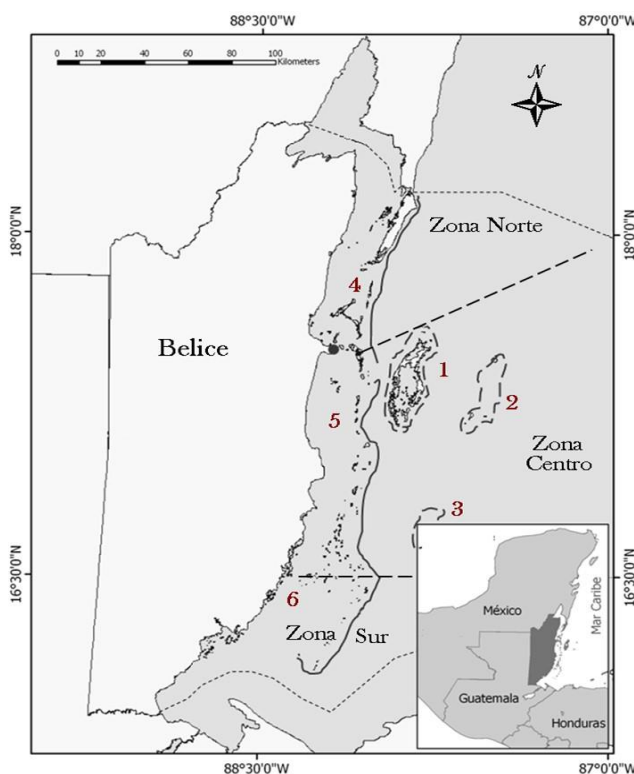 88°30'0"W
87°0'0"W
0 10 20 40 60 80 100
Kilometers
N
18°0'0"N
18°0'0"N
Zona Norte
4
Belice
1
5
2
Zona
Centro
3
16°30'0"N
16°30'0"N
6
Zona Sur
México
Mar Caribe
Guatemala
Honduras
88°30'0"W
87°0'0"W